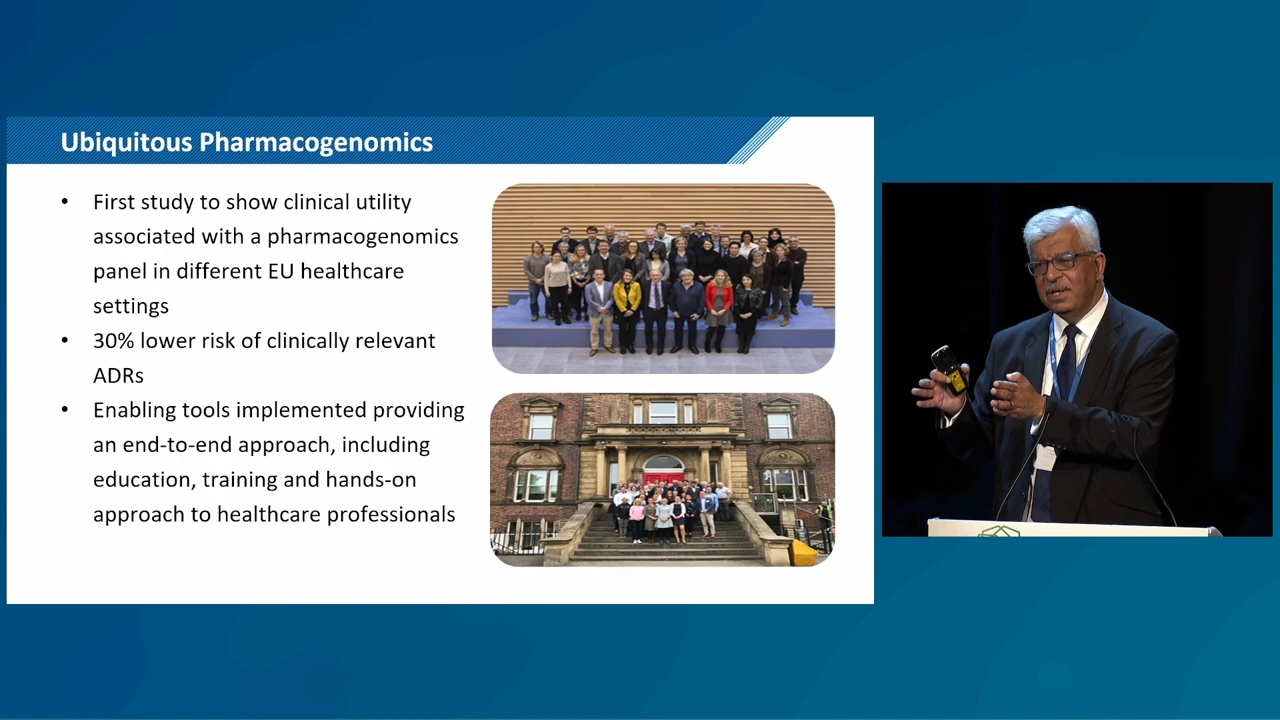 Ubiquitous Pharmacogenomics
• First study to show clinical utility
associated with a pharmacogenomics
panel in different EU healthcare
settings
• 30% lower risk of clinically relevant
ADRs
• Enabling tools implemented providing
an end-to-end approach, including
education, training and hands-on
approach to healthcare professionals